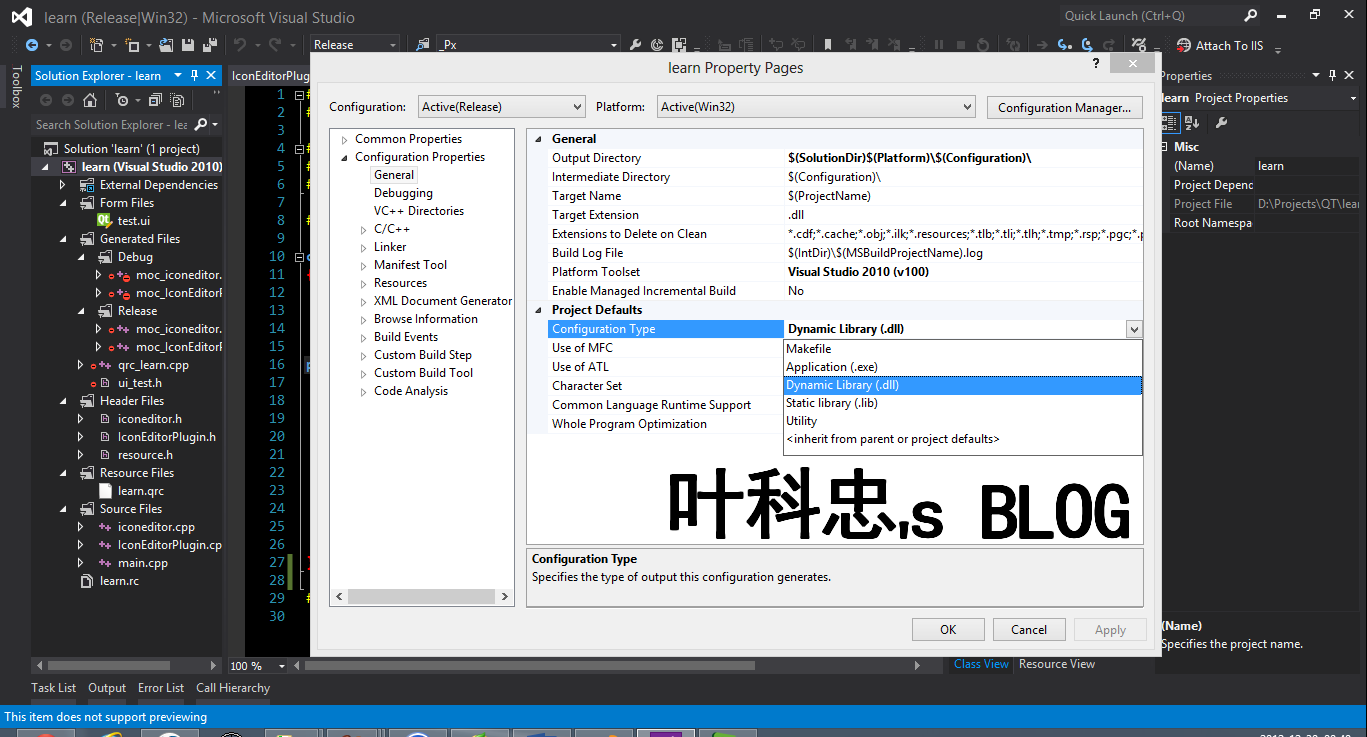 learn (Release|Win32) - Microsoft Visual Studio
Quick Launch (Ctrl+Q)
Release
_Px
Attach To IIS
Toolbox
Solution Explorer - learn
Search Solution Explorer - lea
Solution 'learn' (1 project)
learn (Visual Studio 2010)
External Dependencies
Form Files
test.ui
Generated Files
Debug
moc_iconeditor.
moc_IconEditorP
Release
moc_iconeditor.
moc_IconEditorP
qrc_learn.cpp
ui_test.h
Header Files
iconeditor.h
IconEditorPlugin.h
resource.h
Resource Files
learn.qrc
Source Files
iconeditor.cpp
IconEditorPlugin.cp
main.cpp
learn.rc
IconEditorPlug
1
2
3
4
5
6
7
8
9
10
11
12
13
14
15
16
17
18
19
20
21
22
23
24
25
26
27
28
29
30
100 %
learn Property Pages
Configuration: Active(Release) Platform: Active(Win32) Configuration Manager...
Common Properties
Configuration Properties
General
Debugging
VC++ Directories
C/C++
Linker
Manifest Tool
Resources
XML Document Generator
Browse Information
Build Events
Custom Build Step
Custom Build Tool
Code Analysis
General
Output Directory $(SolutionDir)$(Platform)\$(Configuration)\
Intermediate Directory $(Configuration)\
Target Name $(ProjectName)
Target Extension .dll
Extensions to Delete on Clean *.cdf;*.cache;*.obj;*.ilk;*.resources;*.tlb;*.tli;*.tlh;*.tmp;*.rsp;*.pgc;*.p
Build Log File $(IntDir)\$(MSBuildProjectName).log
Platform Toolset Visual Studio 2010 (v100)
Enable Managed Incremental Build No
Project Defaults
Configuration Type Dynamic Library (.dll)
Use of MFC
Use of ATL
Character Set
Common Language Runtime Support
Whole Program Optimization
Makefile
Application (.exe)
Dynamic Library (.dll)
Static library (.lib)
Utility
<inherit from parent or project defaults>
叶科忠,s BLOG
Configuration Type
Specifies the type of output this configuration generates.
OK Cancel Apply
Properties
learn Project Properties
Misc
(Name) learn
Project Depend
Project File D:\Projects\QT\lear
Root Namespa
(Name)
Specifies the project name.
Class View Resource View
Task List Output Error List Call Hierarchy
This item does not support previewing